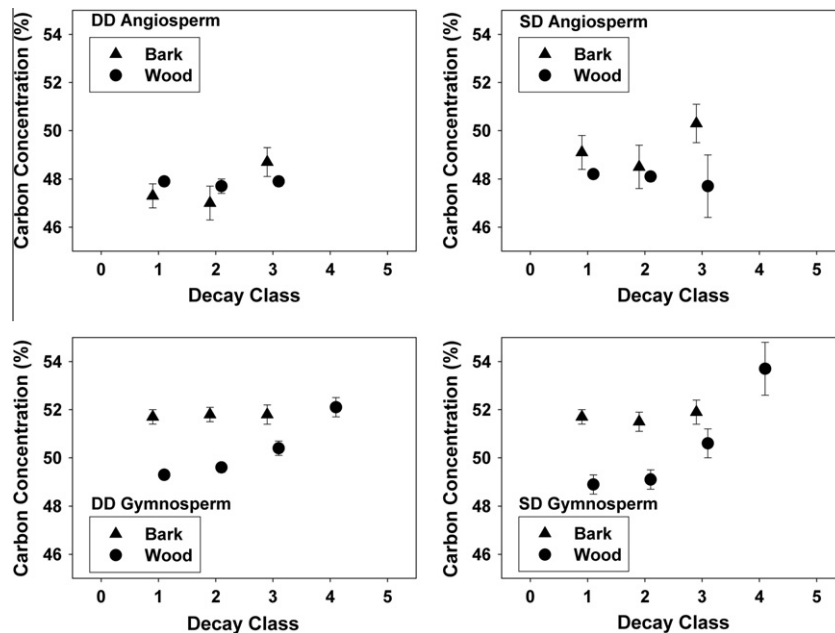 DD Angiosperm
Bark
Wood
Carbon Concentration (%)
54
52
50
48
46
0 1 2 3 4 5
Decay Class
SD Angiosperm
Bark
Wood
Carbon Concentration (%)
54
52
50
48
46
0 1 2 3 4 5
Decay Class
Carbon Concentration (%)
54
52
50
48
46
DD Gymnosperm
Bark
Wood
0 1 2 3 4 5
Decay Class
Carbon Concentration (%)
54
52
50
48
46
SD Gymnosperm
Bark
Wood
0 1 2 3 4 5
Decay Class